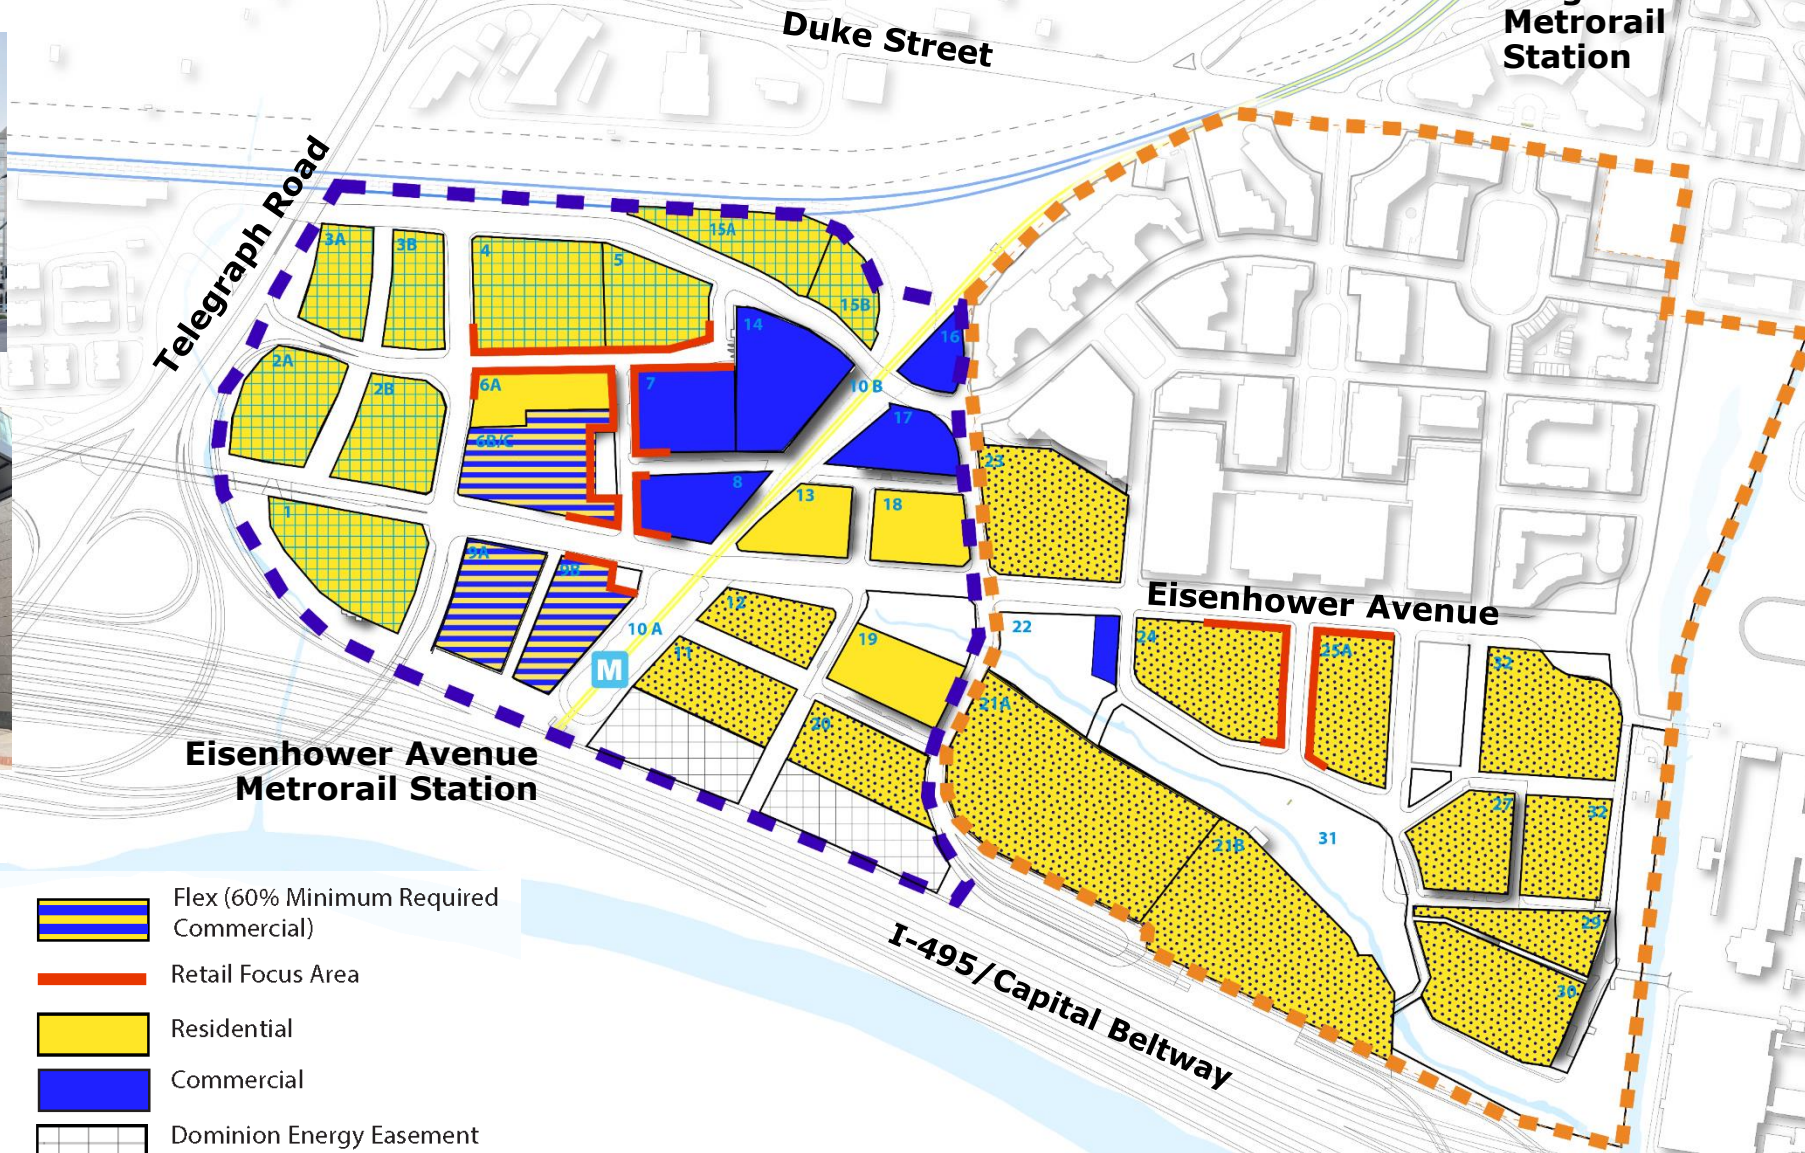 Metrorail
Station
Duke Street
Telegraph Road
3A
3B
4
5
15A
15B
14
16
2A
2B
6A
7
10 B
17
6B/C
8
13
18
23
1
9A
9B
12
10 A
M
11
19
20
22
Eisenhower Avenue
24
25A
32
21A
21B
31
27
32
29
30
Eisenhower Avenue
Metrorail Station
I-495/Capital Beltway
Flex (60% Minimum Required
Commercial)
Retail Focus Area
Residential
Commercial
Dominion Energy Easement